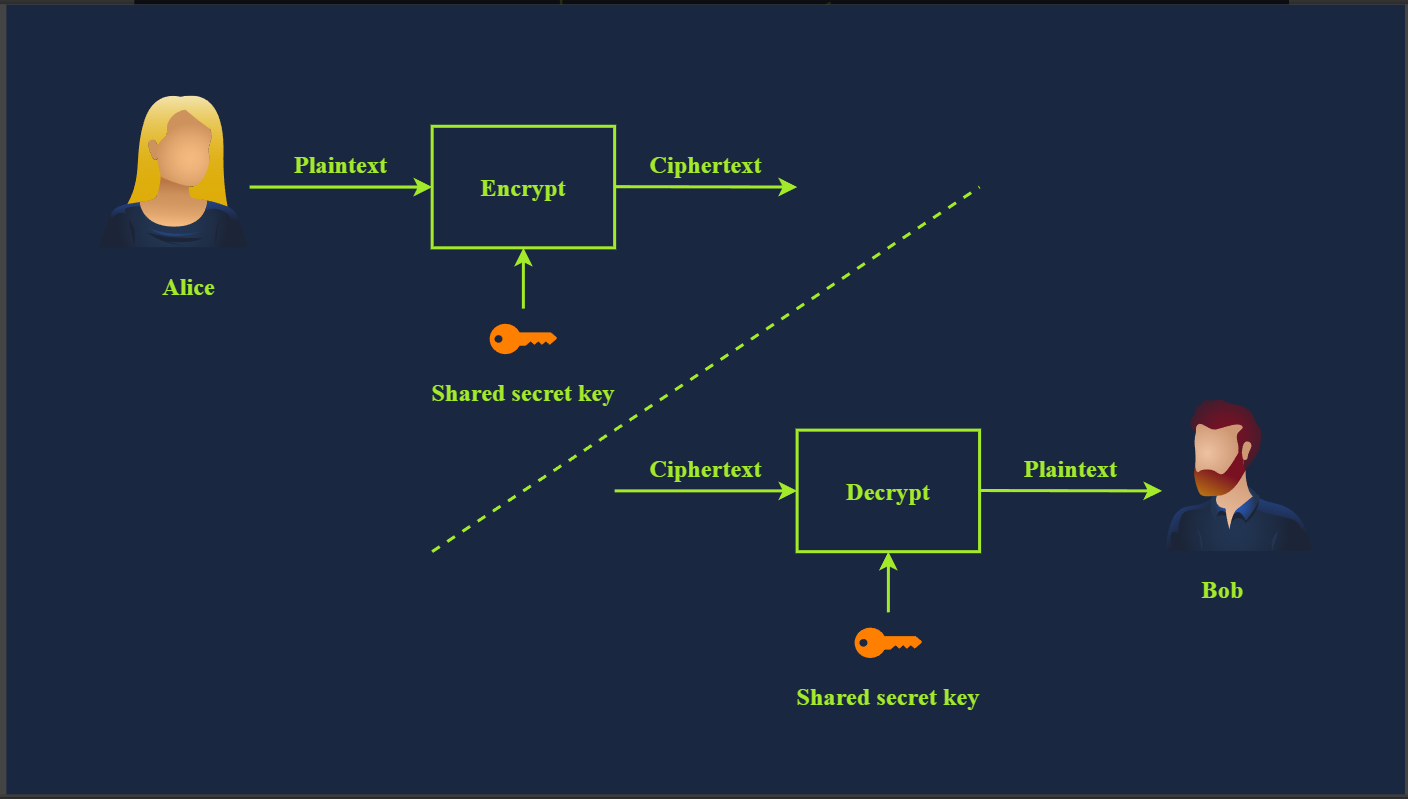 Plaintext
Encrypt
Ciphertext
Alice
Shared secret key
Ciphertext
Decrypt
Plaintext
Bob
Shared secret key